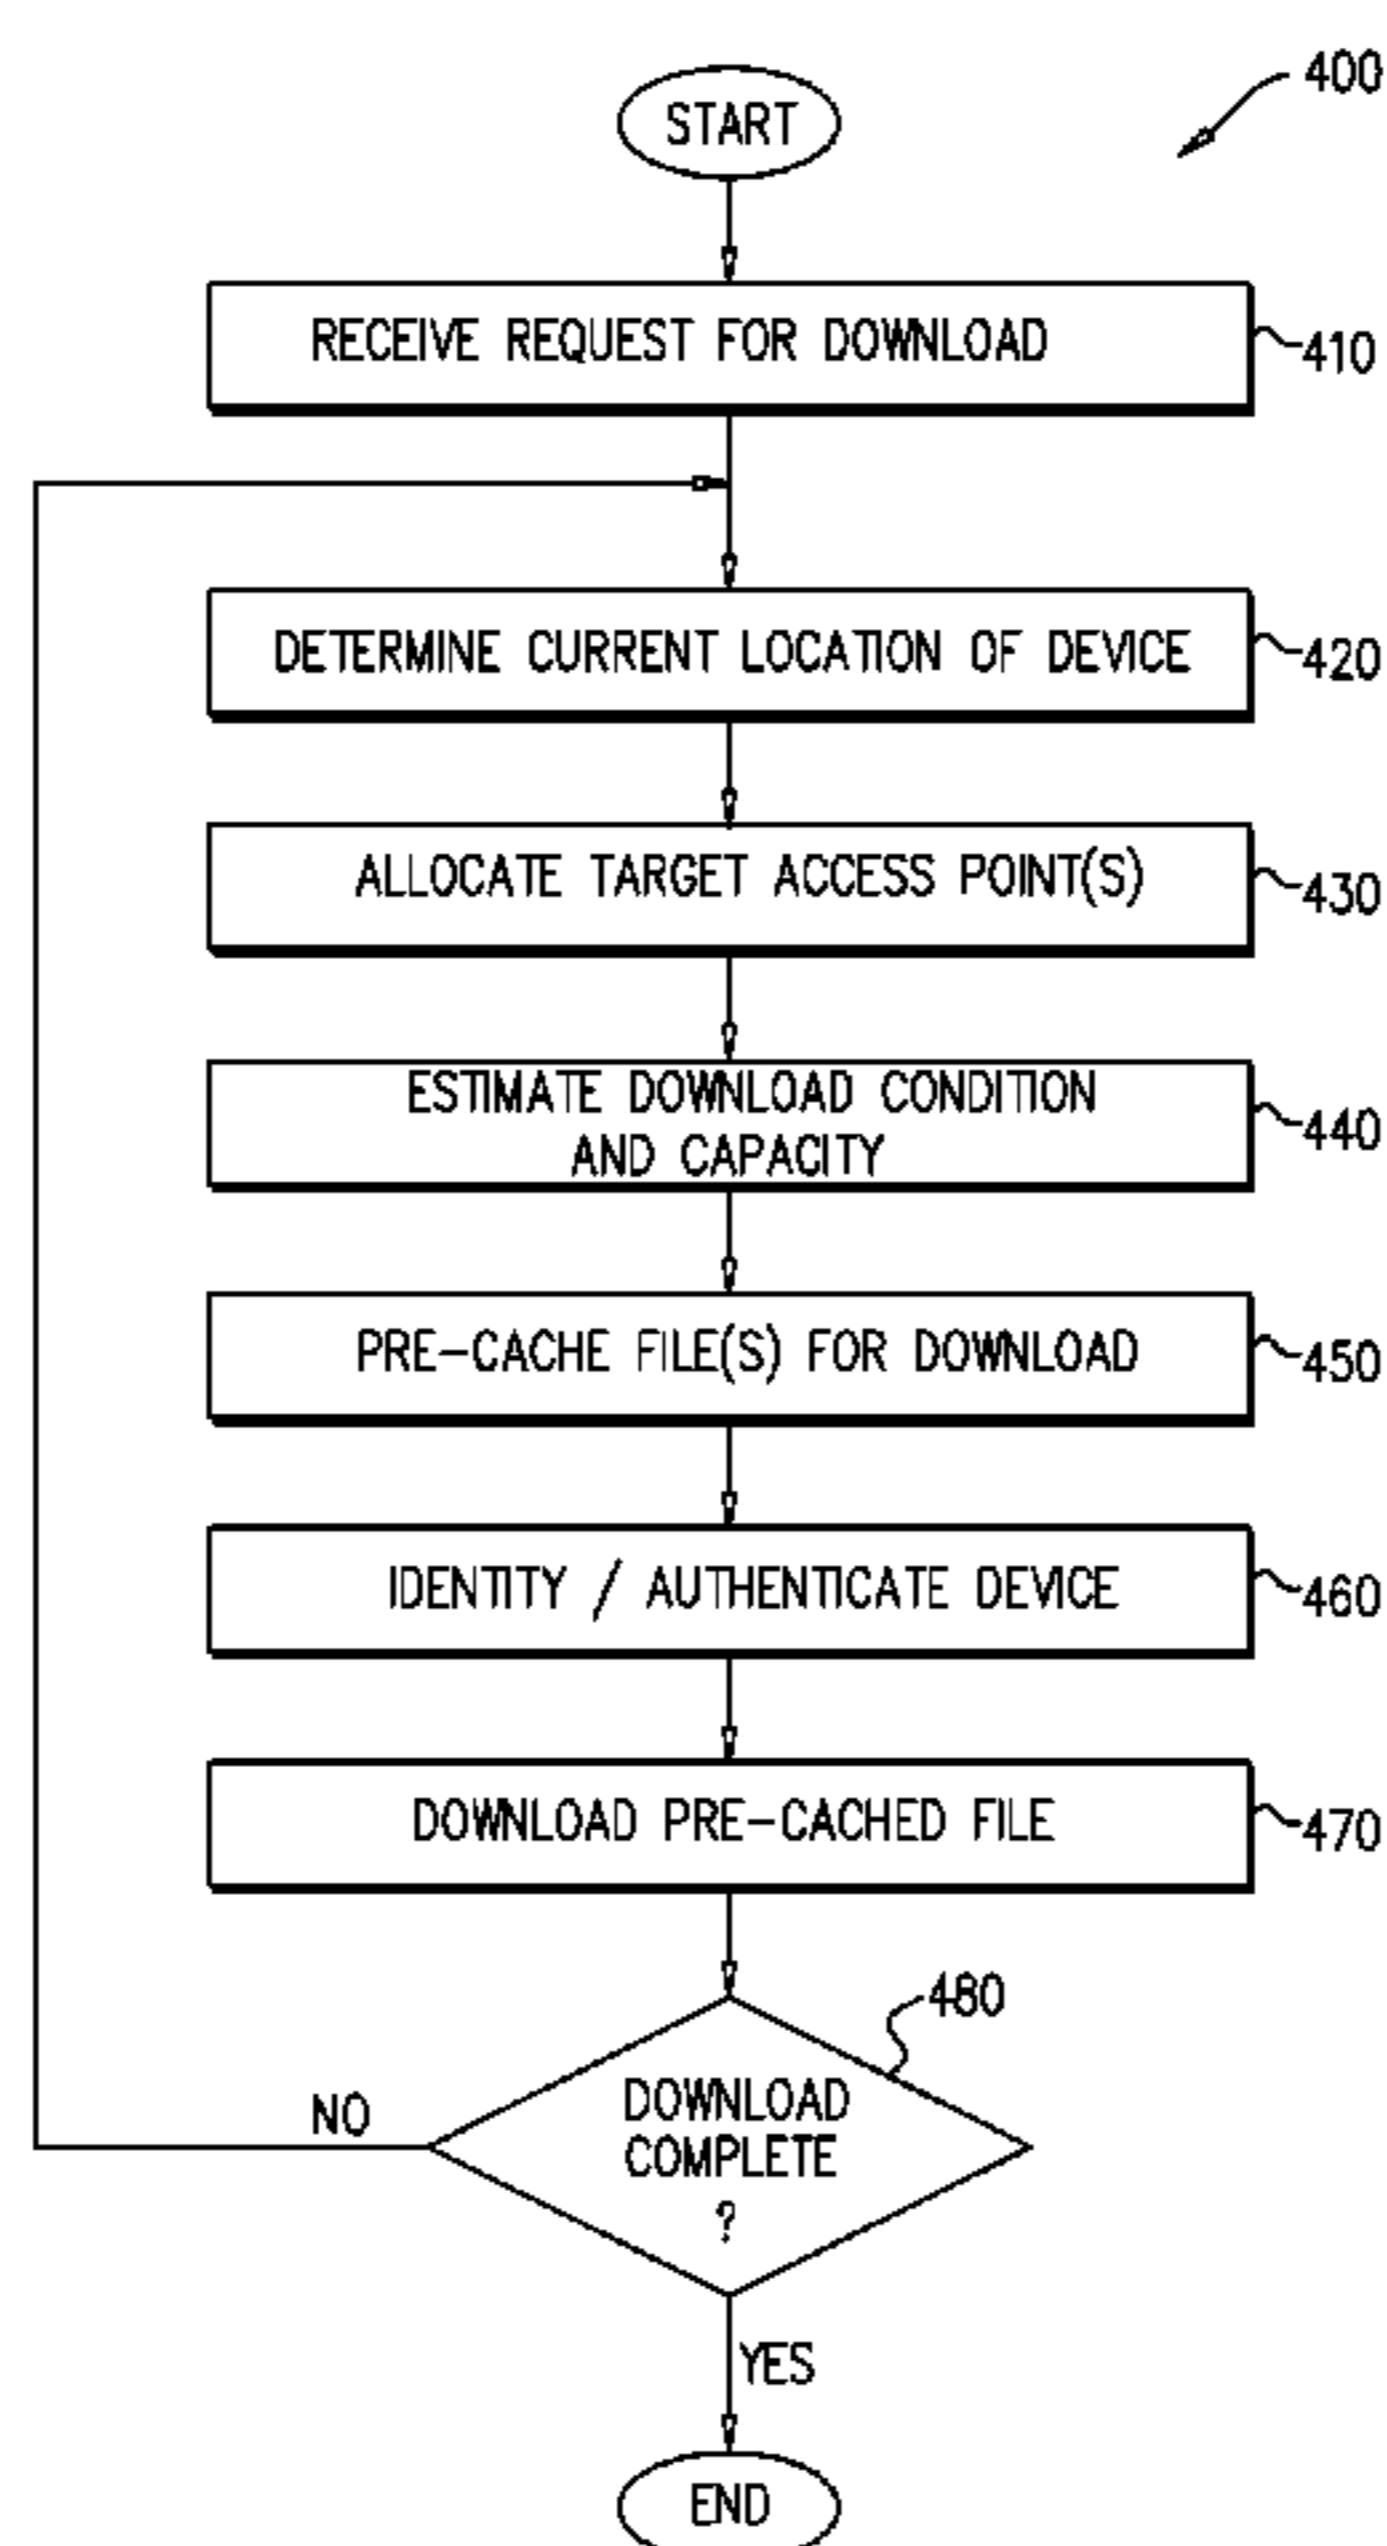 400
START
RECEIVE REQUEST FOR DOWNLOAD
410
DETERMINE CURRENT LOCATION OF DEVICE
420
ALLOCATE TARGET ACCESS POINT(S)
430
ESTIMATE DOWNLOAD CONDITION
AND CAPACITY
440
PRE-CACHE FILE(S) FOR DOWNLOAD
450
IDENTITY / AUTHENTICATE DEVICE
460
DOWNLOAD PRE-CACHED FILE
470
480
DOWNLOAD
COMPLETE
?
NO
YES
END